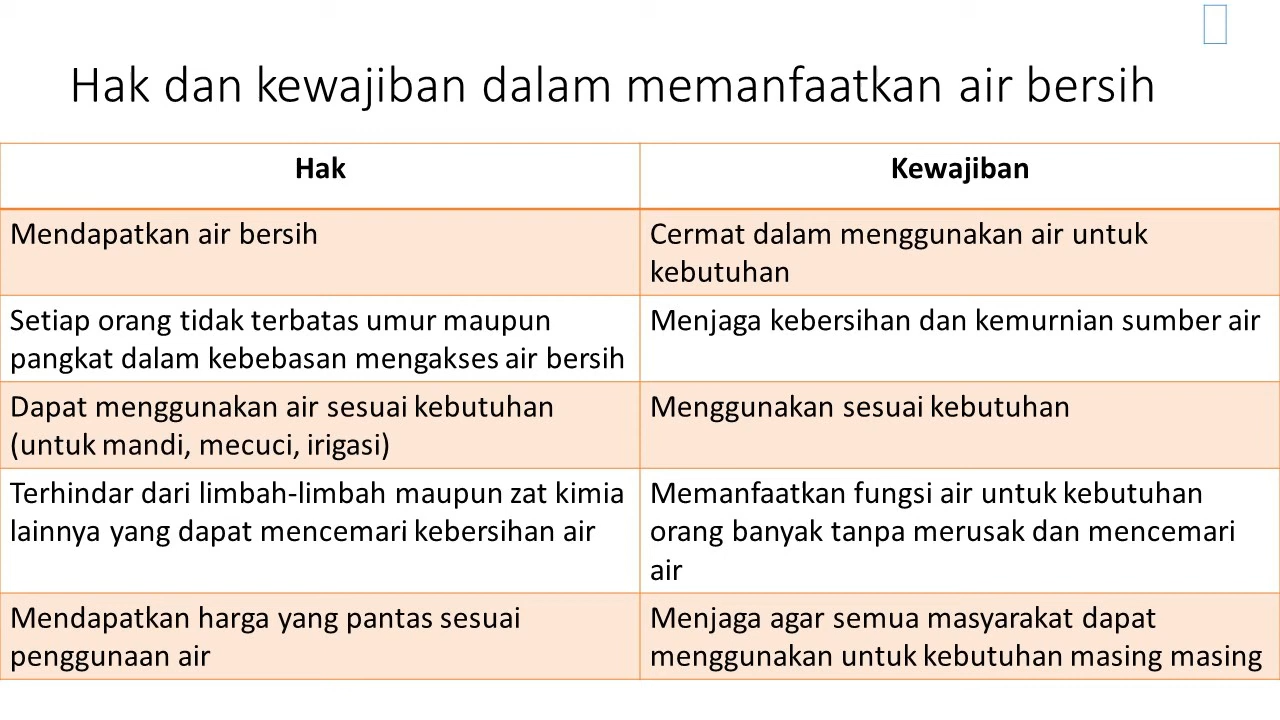 Hak dan kewajiban dalam memanfaatkan air bersih
Hak
Kewajiban
Mendapatkan air bersih
Cermat dalam menggunakan air untuk
kebutuhan
Setiap orang tidak terbatas umur maupun
pangkat dalam kebebasan mengakses air bersih
Menjaga kebersihan dan kemurnian sumber air
Dapat menggunakan air sesuai kebutuhan
(untuk mandi, mecuci, irigasi)
Menggunakan sesuai kebutuhan
Terhindar dari limbah-limbah maupun zat kimia
lainnya yang dapat mencemari kebersihan air
Memanfaatkan fungsi air untuk kebutuhan
orang banyak tanpa merusak dan mencemari
air
Mendapatkan harga yang pantas sesuai
penggunaan air
Menjaga agar semua masyarakat dapat
menggunakan untuk kebutuhan masing masing